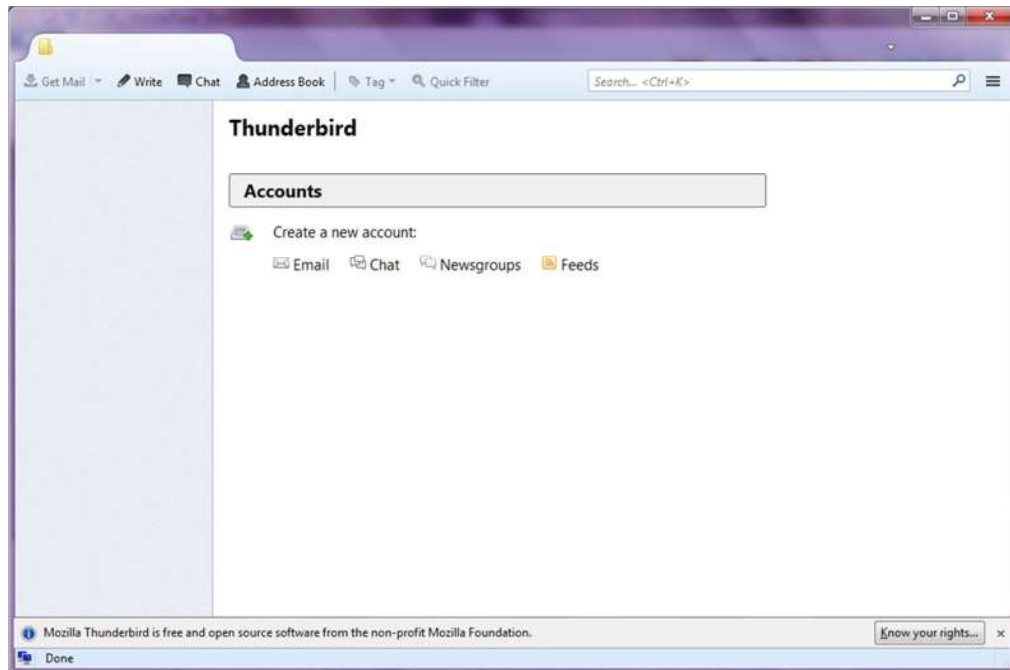 Get Mail Write Chat Address Book Tag Quick Filter Search... <Ctrl+K>
Thunderbird
Accounts
Create a new account:
Email Chat Newsgroups Feeds
Mozilla Thunderbird is free and open source software from the non-profit Mozilla Foundation. Know your rights...
Done